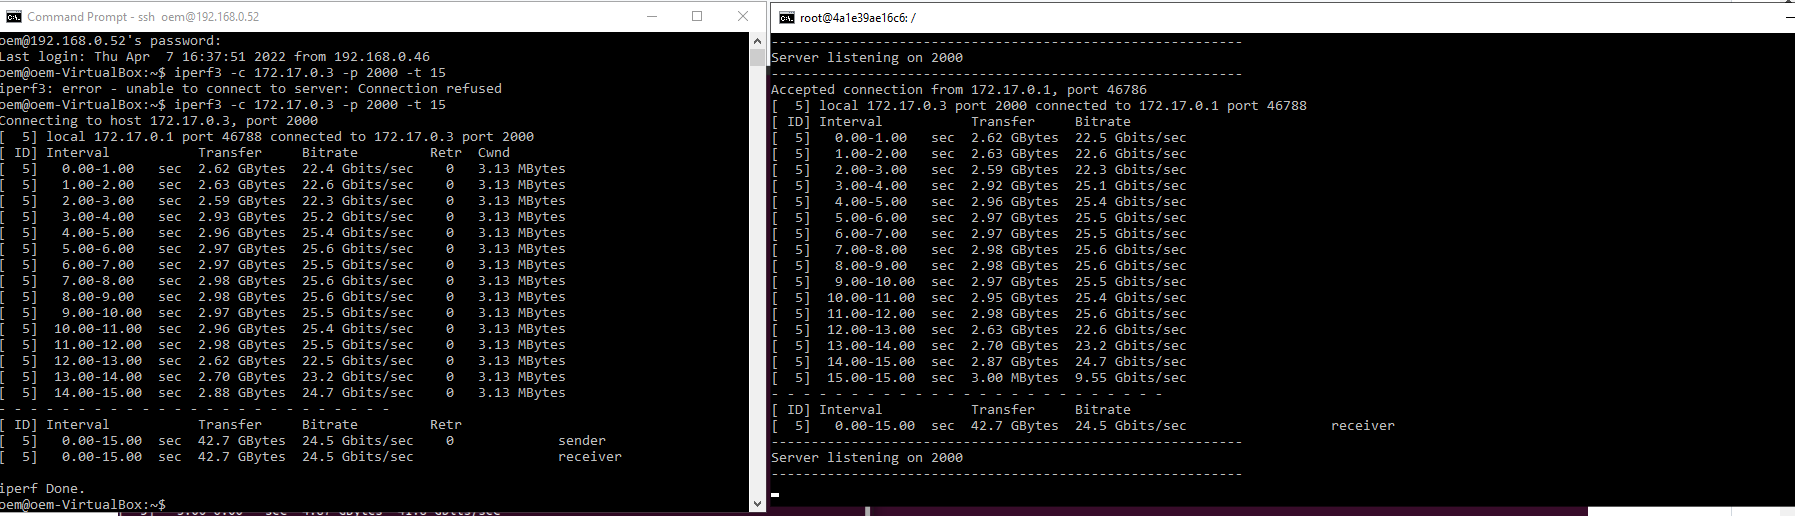 Command Prompt - ssh  oem@192.168.0.52
oem@192.168.0.52's password:
Last login: Thu Apr  7 16:37:51 2022 from 192.168.0.46
oem@oem-VirtualBox:~$ iperf3 -c 172.17.0.3 -p 2000 -t 15
iperf3: error - unable to connect to server: Connection refused
oem@oem-VirtualBox:~$ iperf3 -c 172.17.0.3 -p 2000 -t 15
Connecting to host 172.17.0.3, port 2000
[  5] local 172.17.0.1 port 46788 connected to 172.17.0.3 port 2000
[ ID] Interval           Transfer     Bitrate         Retr  Cwnd
[  5]   0.00-1.00   sec  2.62 GBytes  22.4 Gbits/sec    0   3.13 MBytes
[  5]   1.00-2.00   sec  2.63 GBytes  22.6 Gbits/sec    0   3.13 MBytes
[  5]   2.00-3.00   sec  2.59 GBytes  22.3 Gbits/sec    0   3.13 MBytes
[  5]   3.00-4.00   sec  2.93 GBytes  25.2 Gbits/sec    0   3.13 MBytes
[  5]   4.00-5.00   sec  2.96 GBytes  25.4 Gbits/sec    0   3.13 MBytes
[  5]   5.00-6.00   sec  2.97 GBytes  25.6 Gbits/sec    0   3.13 MBytes
[  5]   6.00-7.00   sec  2.97 GBytes  25.5 Gbits/sec    0   3.13 MBytes
[  5]   7.00-8.00   sec  2.98 GBytes  25.6 Gbits/sec    0   3.13 MBytes
[  5]   8.00-9.00   sec  2.98 GBytes  25.6 Gbits/sec    0   3.13 MBytes
[  5]   9.00-10.00  sec  2.97 GBytes  25.5 Gbits/sec    0   3.13 MBytes
[  5]  10.00-11.00  sec  2.96 GBytes  25.4 Gbits/sec    0   3.13 MBytes
[  5]  11.00-12.00  sec  2.98 GBytes  25.6 Gbits/sec    0   3.13 MBytes
[  5]  12.00-13.00  sec  2.62 GBytes  22.5 Gbits/sec    0   3.13 MBytes
[  5]  13.00-14.00  sec  2.70 GBytes  23.2 Gbits/sec    0   3.13 MBytes
[  5]  14.00-15.00  sec  2.88 GBytes  24.7 Gbits/sec    0   3.13 MBytes
- - - - - - - - - - - - - - - - - - - - - - - - -
[ ID] Interval           Transfer     Bitrate         Retr
[  5]   0.00-15.00  sec  42.7 GBytes  24.5 Gbits/sec    0             sender
[  5]   0.00-15.00  sec  42.7 GBytes  24.5 Gbits/sec                  receiver
iperf Done.
oem@oem-VirtualBox:~$
root@4a1e39ae16c6: /
-----------------------------------------------------------
Server listening on 2000
-----------------------------------------------------------
Accepted connection from 172.17.0.1, port 46786
[  5] local 172.17.0.3 port 2000 connected to 172.17.0.1 port 46788
[ ID] Interval           Transfer     Bitrate
[  5]   0.00-1.00   sec  2.62 GBytes  22.5 Gbits/sec
[  5]   1.00-2.00   sec  2.63 GBytes  22.6 Gbits/sec
[  5]   2.00-3.00   sec  2.59 GBytes  22.3 Gbits/sec
[  5]   3.00-4.00   sec  2.92 GBytes  25.1 Gbits/sec
[  5]   4.00-5.00   sec  2.96 GBytes  25.4 Gbits/sec
[  5]   5.00-6.00   sec  2.97 GBytes  25.5 Gbits/sec
[  5]   6.00-7.00   sec  2.97 GBytes  25.5 Gbits/sec
[  5]   7.00-8.00   sec  2.98 GBytes  25.6 Gbits/sec
[  5]   8.00-9.00   sec  2.98 GBytes  25.6 Gbits/sec
[  5]   9.00-10.00  sec  2.97 GBytes  25.5 Gbits/sec
[  5]  10.00-11.00  sec  2.95 GBytes  25.4 Gbits/sec
[  5]  11.00-12.00  sec  2.98 GBytes  25.6 Gbits/sec
[  5]  12.00-13.00  sec  2.63 GBytes  22.6 Gbits/sec
[  5]  13.00-14.00  sec  2.70 GBytes  23.2 Gbits/sec
[  5]  14.00-15.00  sec  2.87 GBytes  24.7 Gbits/sec
[  5]  15.00-15.00  sec  3.00 MBytes  9.55 Gbits/sec
- - - - - - - - - - - - - - - - - - - - - - - - -
[ ID] Interval           Transfer     Bitrate
[  5]   0.00-15.00  sec  42.7 GBytes  24.5 Gbits/sec                  receiver
-----------------------------------------------------------
Server listening on 2000
-----------------------------------------------------------